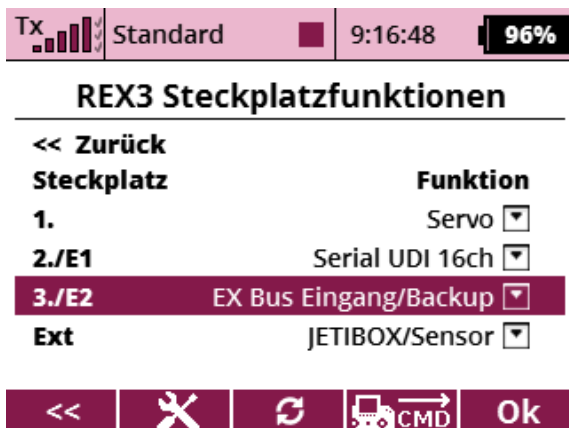 Tx Standard 9:16:48 96%
REX3 Steckplatzfunktionen
<< Zurück
Steckplatz Funktion
1. Servo
2./E1 Serial UDI 16ch
3./E2 EX Bus Eingang/Backup
Ext JETIBOX/Sensor
<< CMD Ok